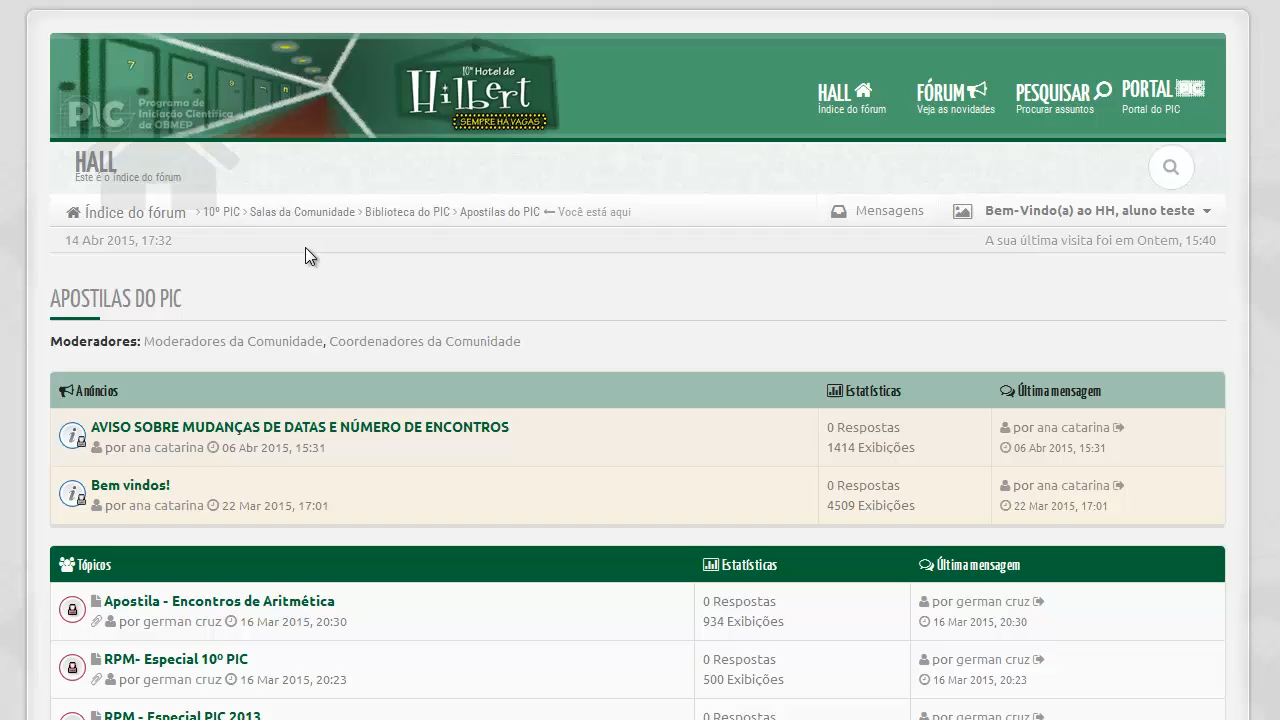 7
8
9
10º Hotel de
Hilbert
SEMPRE HÁ VAGAS
PIC Programa de
Iniciação Científica
da OBMEP
HALL
Índice do fórum
FÓRUM
Veja as novidades
PESQUISAR
Procurar assuntos
PORTAL PIC
Portal do PIC
HALL
Este é o índice do fórum
Índice do fórum › 10º PIC › Salas da Comunidade › Biblioteca do PIC › Apostilas do PIC Você está aqui
Mensagens
Bem-Vindo(a) ao HH, aluno teste
14 Abr 2015, 17:32
A sua última visita foi em Ontem, 15:40
APOSTILAS DO PIC
Moderadores: Moderadores da Comunidade, Coordenadores da Comunidade
Anúncios Estatísticas Última mensagem
AVISO SOBRE MUDANÇAS DE DATAS E NÚMERO DE ENCONTROS 0 Respostas por ana catarina
por ana catarina 06 Abr 2015, 15:31 1414 Exibições 06 Abr 2015, 15:31
Bem vindos! 0 Respostas por ana catarina
por ana catarina 22 Mar 2015, 17:01 4509 Exibições 22 Mar 2015, 17:01
Tópicos Estatísticas Última mensagem
Apostila - Encontros de Aritmética 0 Respostas por german cruz
por german cruz 16 Mar 2015, 20:30 934 Exibições 16 Mar 2015, 20:30
RPM- Especial 10º PIC 0 Respostas por german cruz
por german cruz 16 Mar 2015, 20:23 500 Exibições 16 Mar 2015, 20:23
RPM - Especial PIC 2013 0 Respostas por german cruz